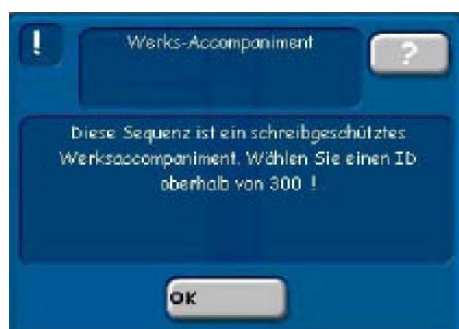 !
Werks-Accompaniment
?
Diese Sequenz ist ein schreibgeschütztes
Werksaccompaniment. Wählen Sie einen ID
oberhalb von 300 !
OK